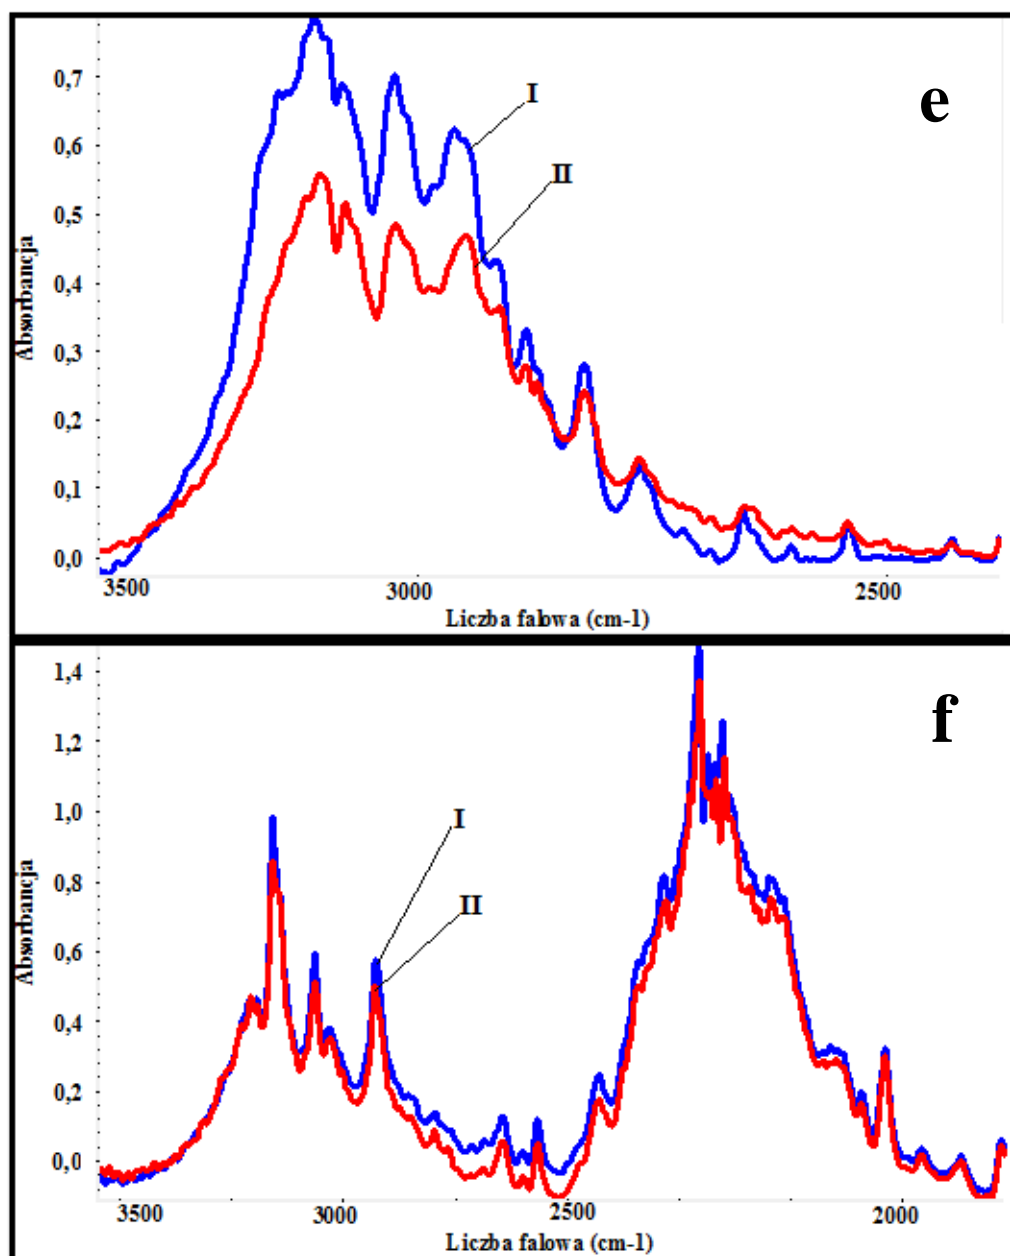 e
0,7
I
0,6
II
0,5
Absorbancja
0,4
0,3
0,2
0,1
0,0
3500 3000 2500
Liczba falowa (cm-1)
1,4
f
1,2
1,0
I
0,8
II
Absorbancja
0,6
0,4
0,2
0,0
3500 3000 2500 2000
Liczba falowa (cm-1)